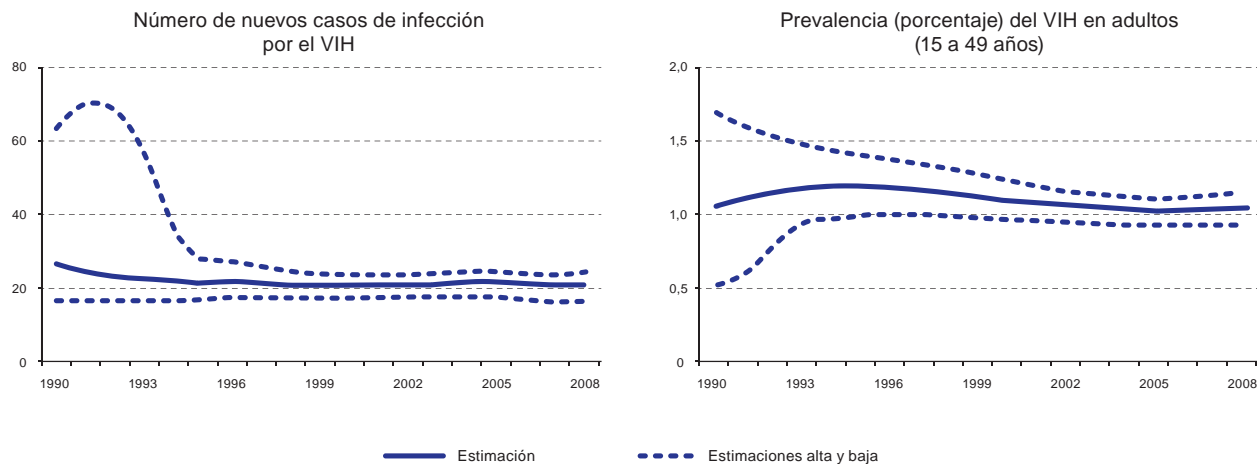 Número de nuevos casos de infección
por el VIH
80
60
40
20
0
1990 1993 1996 1999 2002 2005 2008
Prevalencia (porcentaje) del VIH en adultos
(15 a 49 años)
2,0
1,5
1,0
0,5
0
1990 1993 1996 1999 2002 2005 2008
Estimación Estimaciones alta y baja